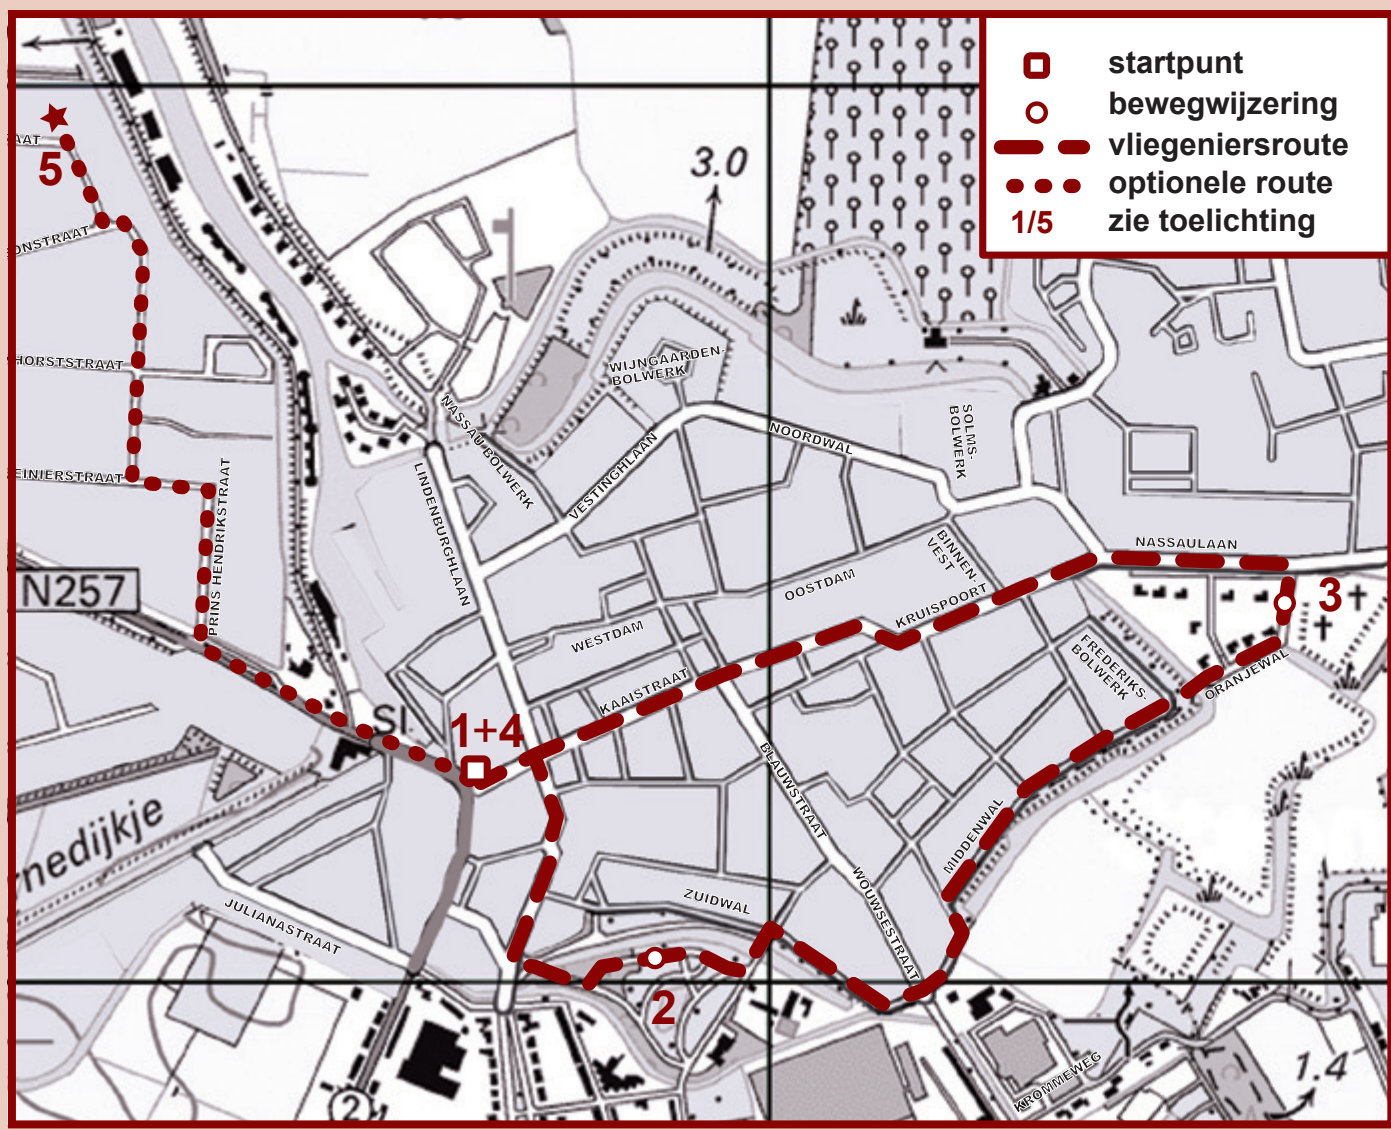 startpunt
bewegwijzering
vliegeniersroute
optionele route
1/5 zie toelichting
3.0
AAT
5
ONSTRAAT
HORSTSTRAAT
EINIERSTRAAT
PRINS HENDRIKSTRAAT
N257
WIJNGAARDEN-
BOLWERK
NASSAU BOLWERK
VESTINGHLAAN
NOORDWAL
SOLMS-
BOLWERK
LINDENBURGHLAAN
NASSAULAAN
BINNEN-
VEST
OOSTDAM
KRUISPOORT
WESTDAM
KAAISTRAAT
3
FREDERIKS-
BOLWERK
ORANJEWAL
SI.
1+4
BLAUWSTRAAT
MIDDENWAL
nedijkje
JULIANASTRAAT
ZUIDWAL
WOUWSESTRAAT
2
KROMMEWEG
1.4
2